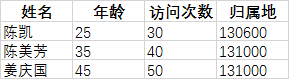 姓名 年龄 访问次数 归属地
陈凯 25 30 130600
陈美芳 35 40 131000
姜庆国 45 50 131000